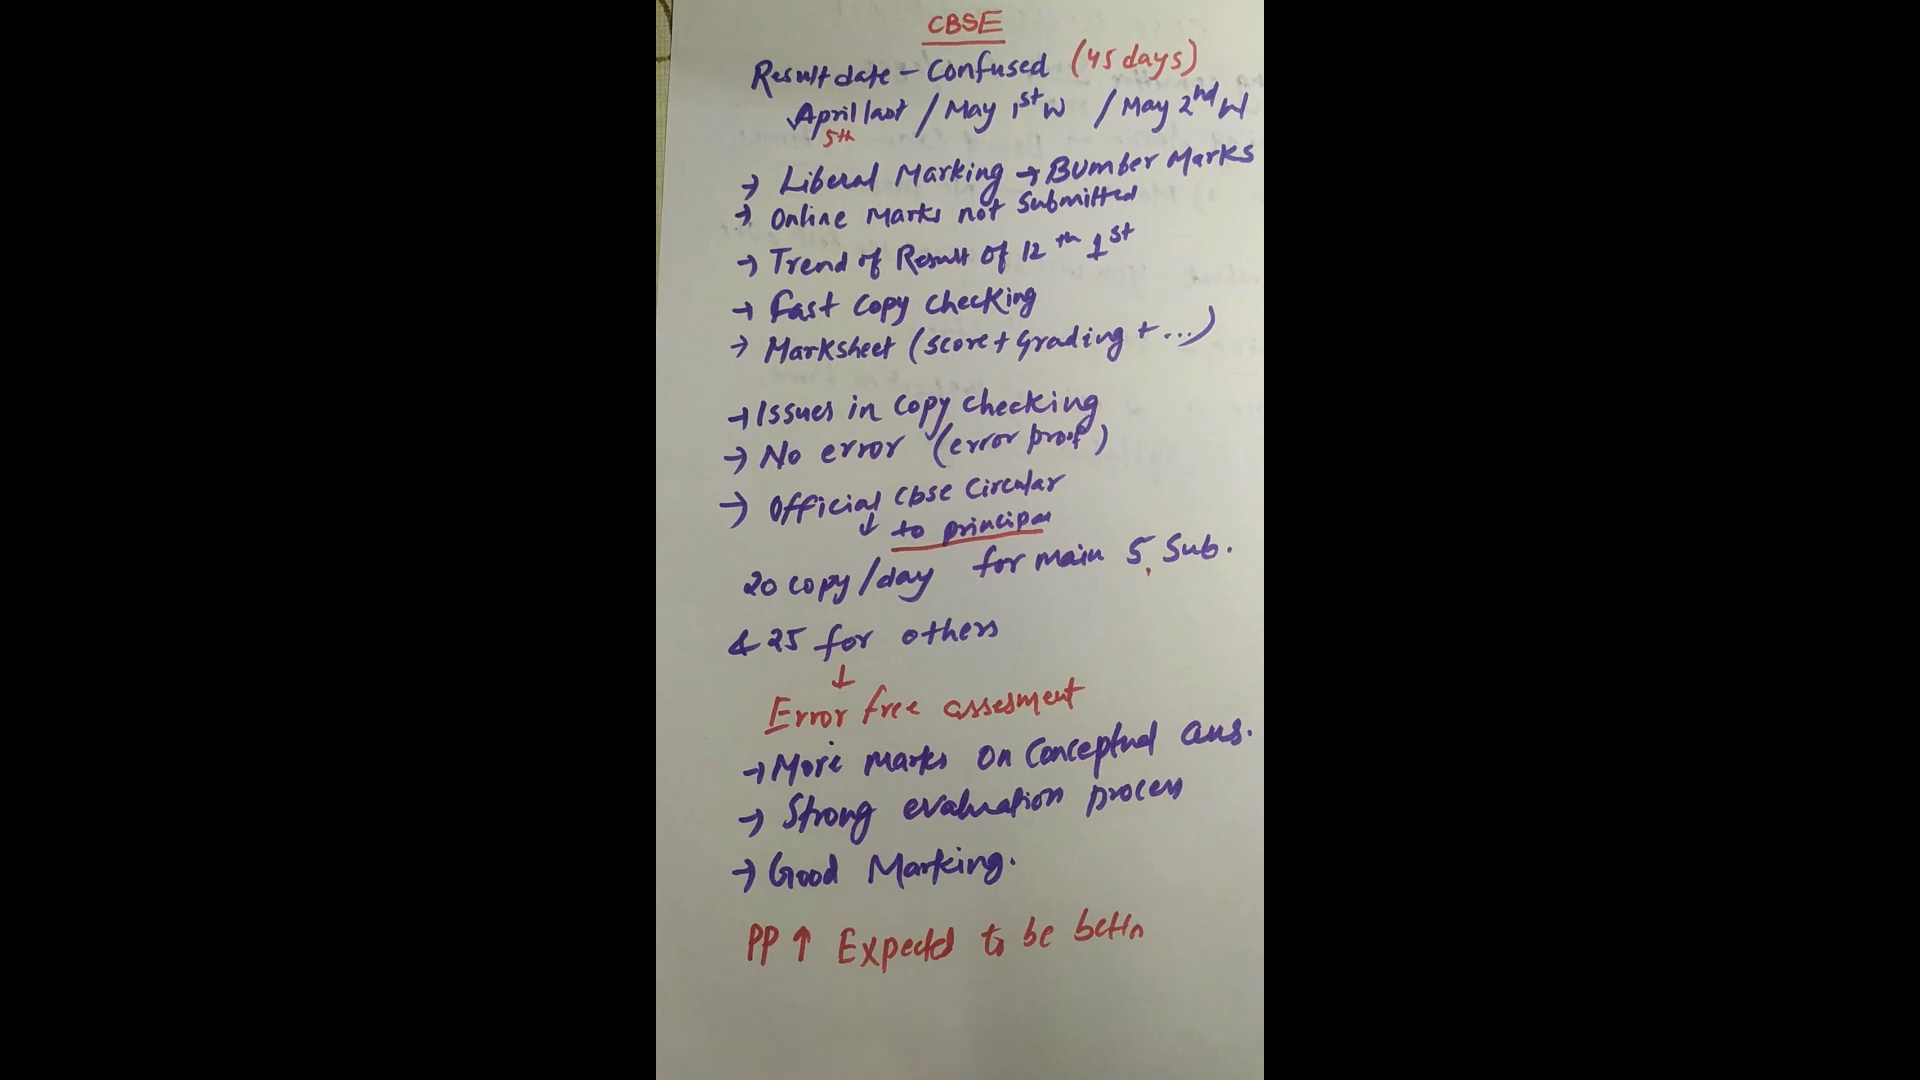 CBSE
Result date - Confused (45 days)
April last / May 1st W / May 2nd W
5th
→ Liberal Marking → Bumber Marks
→ Online Marks not Submitted
→ Trend of Result of 12th 1st
→ Fast Copy Checking
→ Marksheet (Score + Grading + ...)
→ Issues in Copy Checking
→ No error (error proof)
→ Official Cbse Circular
↓ to principal
20 copy/day for main 5 Sub.
& 25 for others
↓
Error free assesment
→ More marks on Conceptual ans.
→ Strong evaluation process
→ Good Marking.
PP ↑ Expected to be better